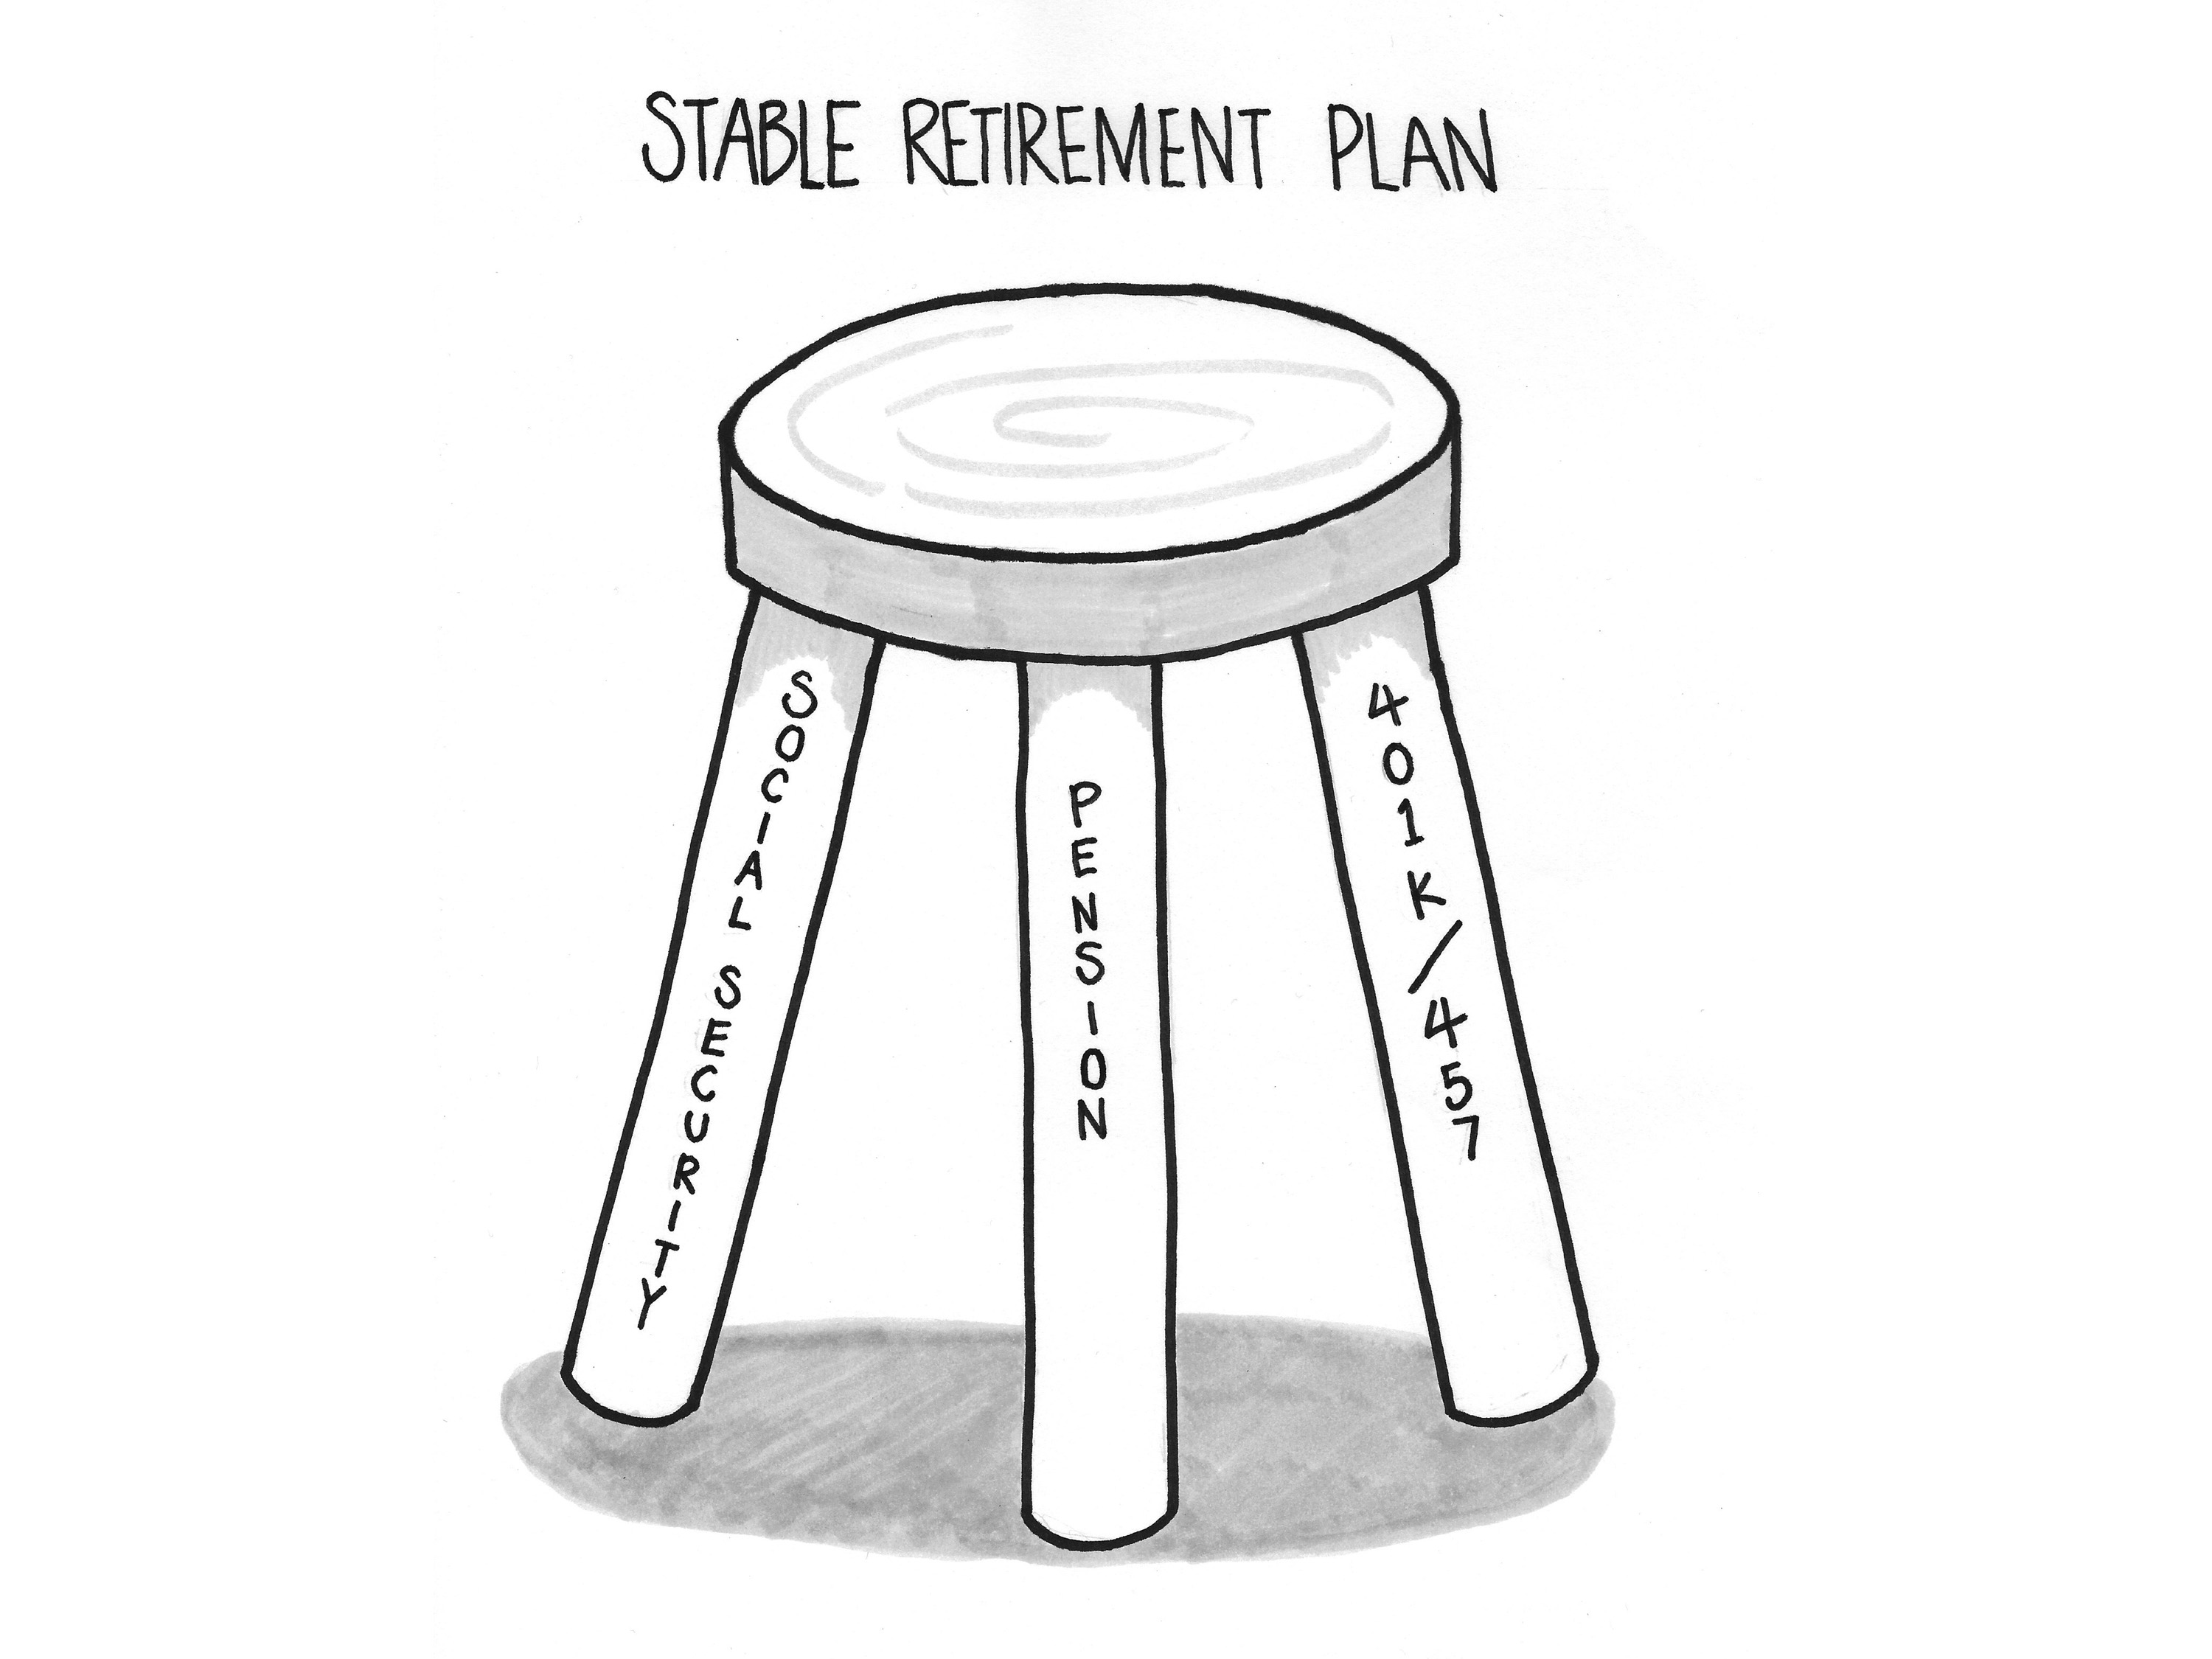 STABLE RETIREMENT PLAN
SOCIAL SECURITY
PENSION
401K/457